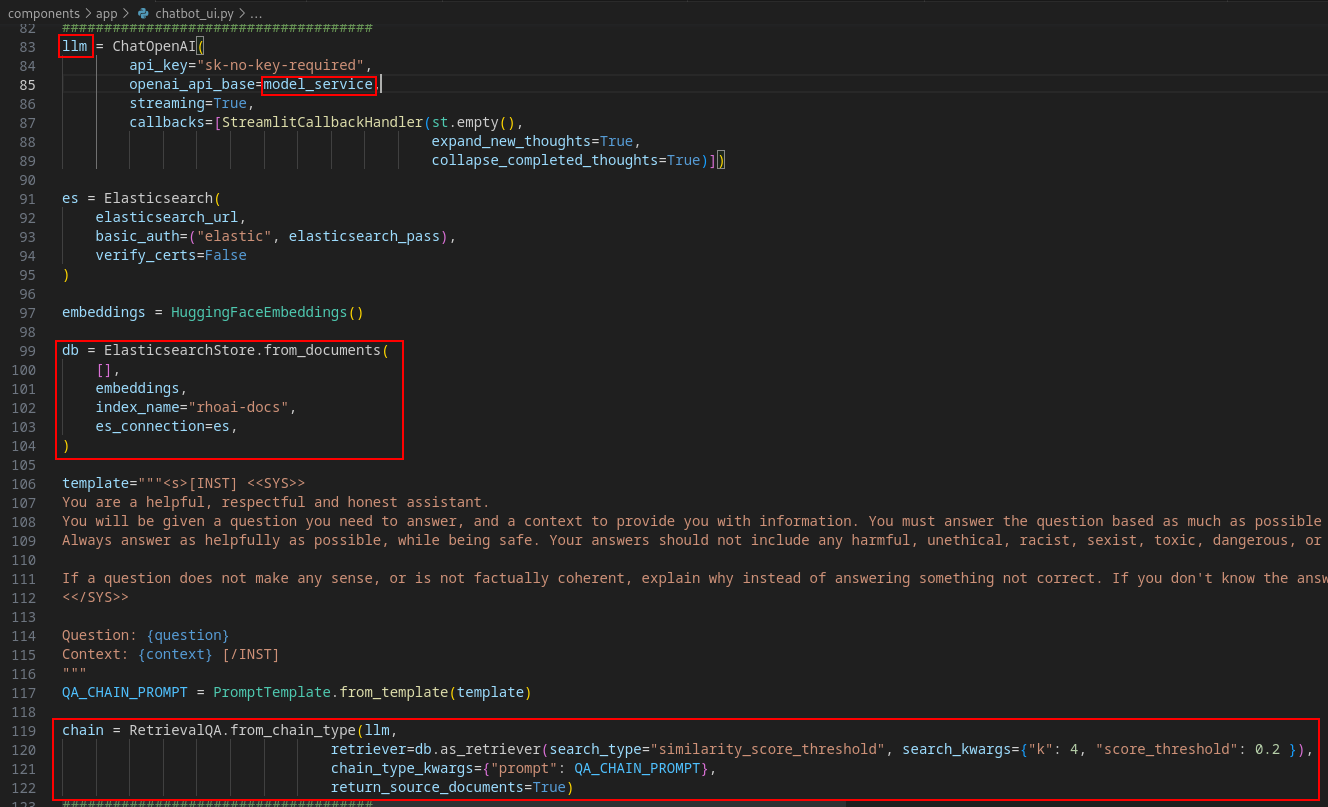 components > app > chatbot_ui.py > ...
82 #####################################
83 llm = ChatOpenAI(
84         api_key="sk-no-key-required",
85         openai_api_base=model_service,
86         streaming=True,
87         callbacks=[StreamlitCallbackHandler(st.empty(),
88                                             expand_new_thoughts=True,
89                                             collapse_completed_thoughts=True)])
90
91 es = Elasticsearch(
92     elasticsearch_url,
93     basic_auth=("elastic", elasticsearch_pass),
94     verify_certs=False
95 )
96
97 embeddings = HuggingFaceEmbeddings()
98
99 db = ElasticsearchStore.from_documents(
100     [],
101     embeddings,
102     index_name="rhoai-docs",
103     es_connection=es,
104 )
105
106 template="""<s>[INST] <<SYS>>
107 You are a helpful, respectful and honest assistant.
108 You will be given a question you need to answer, and a context to provide you with information. You must answer the question based as much as possible
109 Always answer as helpfully as possible, while being safe. Your answers should not include any harmful, unethical, racist, sexist, toxic, dangerous, or
110
111 If a question does not make any sense, or is not factually coherent, explain why instead of answering something not correct. If you don't know the
112 <</SYS>>
113
114 Question: {question}
115 Context: {context} [/INST]
116 """
117 QA_CHAIN_PROMPT = PromptTemplate.from_template(template)
118
119 chain = RetrievalQA.from_chain_type(llm,
120                                 retriever=db.as_retriever(search_type="similarity_score_threshold", search_kwargs={"k": 4, "score_threshold": 0.2 }),
121                                 chain_type_kwargs={"prompt": QA_CHAIN_PROMPT},
122                                 return_source_documents=True)
123 #####################################